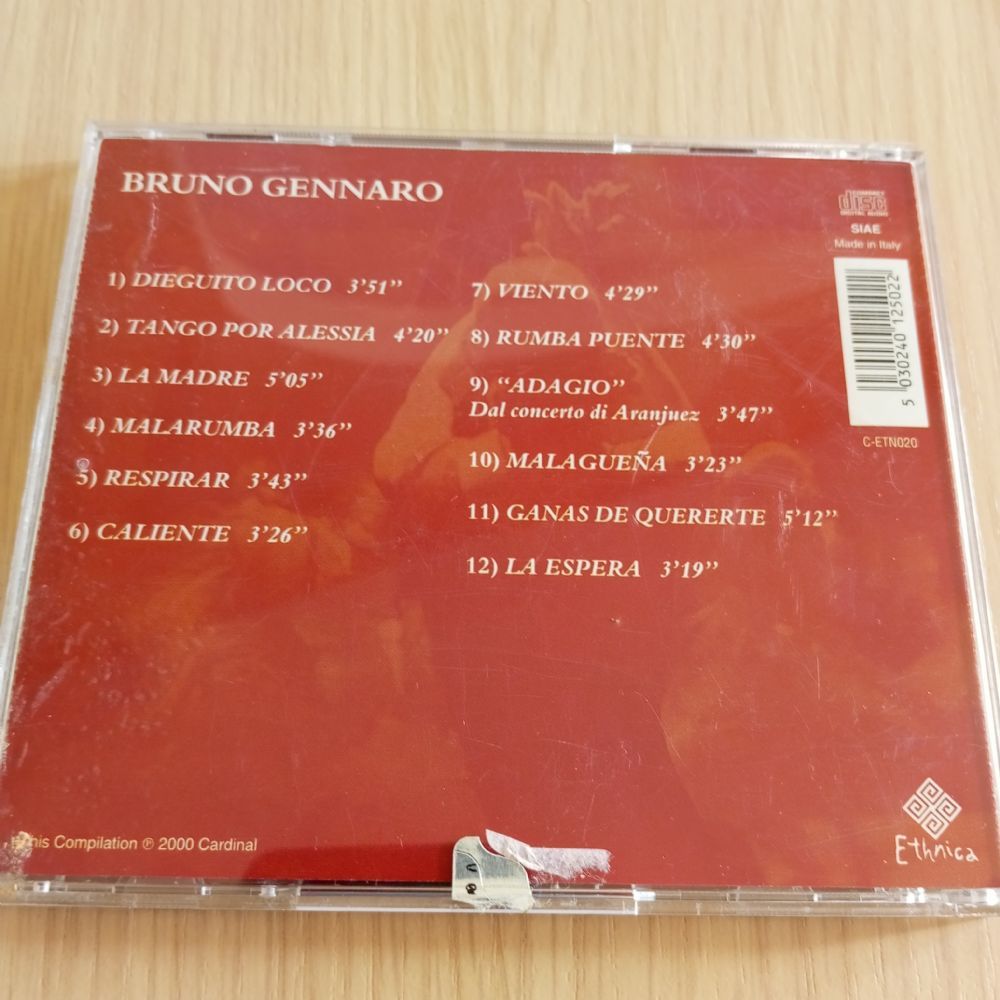 BRUNO GENNARO
1) DIEGUITO LOCO 3'51”
2) TANGO POR ALESSIA 4'20”
3) LA MADRE 5'05”
4) MALARUMBA 3'36”
5) RESPIRAR 3'43”
6) CALIENTE 3'26”
7) VIENTO 4'29”
8) RUMBA PUENTE 4'30”
9) “ADAGIO”
Dal concerto di Aranjuez 3'47”
10) MALAGUEÑA 3'23”
11) GANAS DE QUERERTE 5'12”
12) LA ESPERA 3'19”
COMPACT
disc
DIGITAL AUDIO
SIAE
Made in Italy
5 030240 125022
C-ETN020
This Compilation ℗ 2000 Cardinal
Ethnica